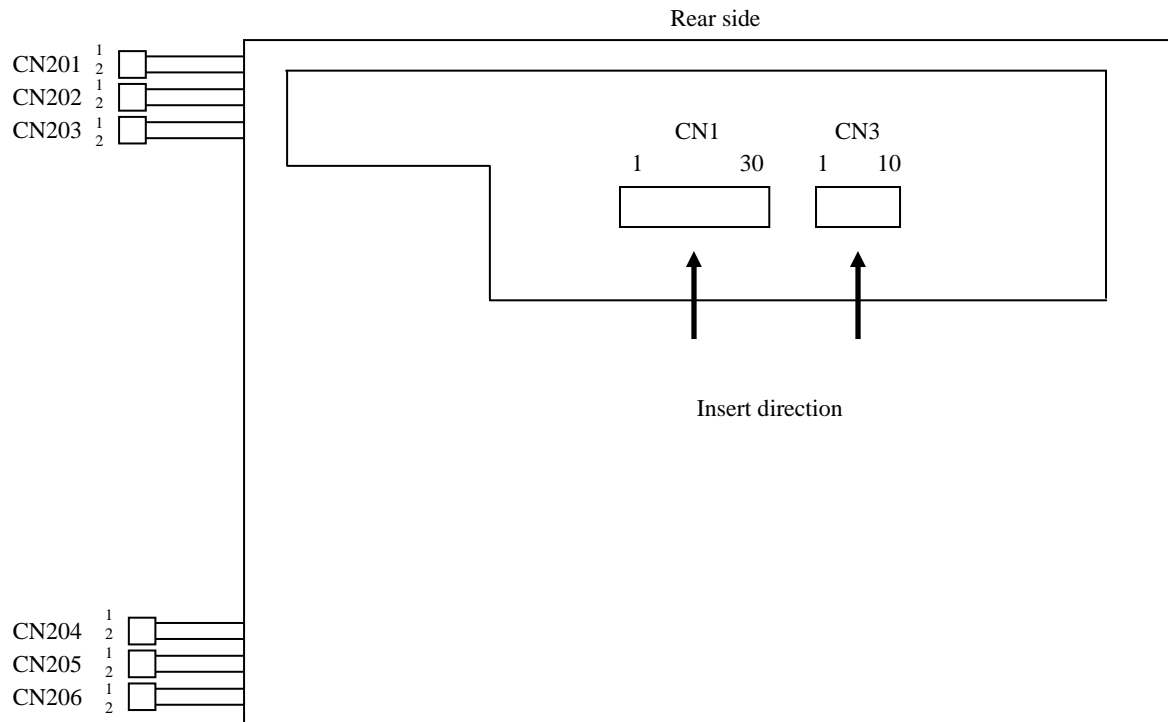 Rear side
CN201 1
2
CN202 1
2
CN203 1
2
CN1 CN3
1 30 1 10
Insert direction
CN204 1
2
CN205 1
2
CN206 1
2